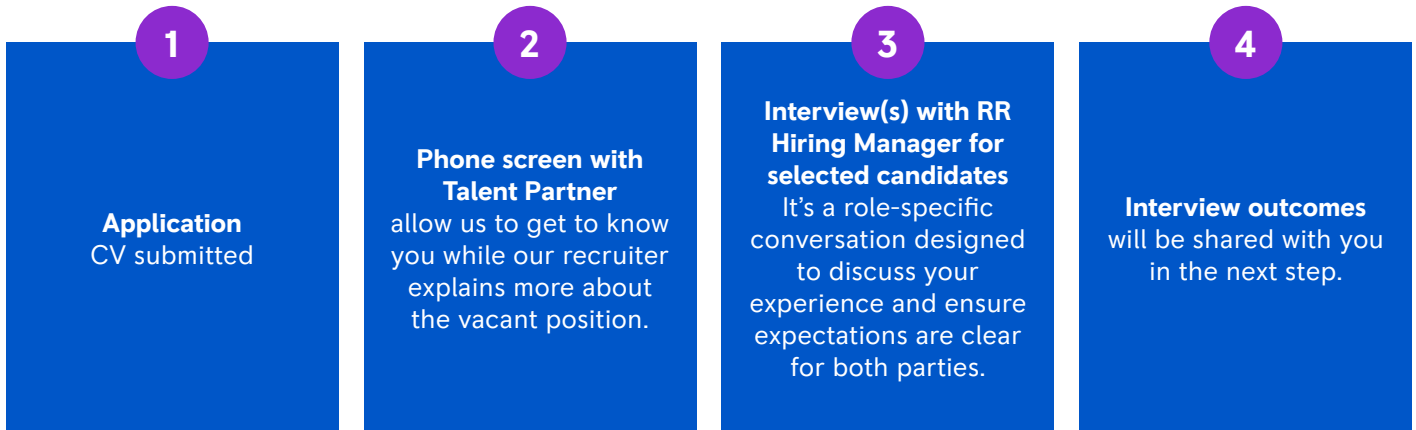 1
Application
CV submitted
2
Phone screen with
Talent Partner
allow us to get to know
you while our recruiter
explains more about
the vacant position.
3
Interview(s) with RR
Hiring Manager for
selected candidates
It’s a role-specific
conversation designed
to discuss your
experience and ensure
expectations are clear
for both parties.
4
Interview outcomes
will be shared with you
in the next step.